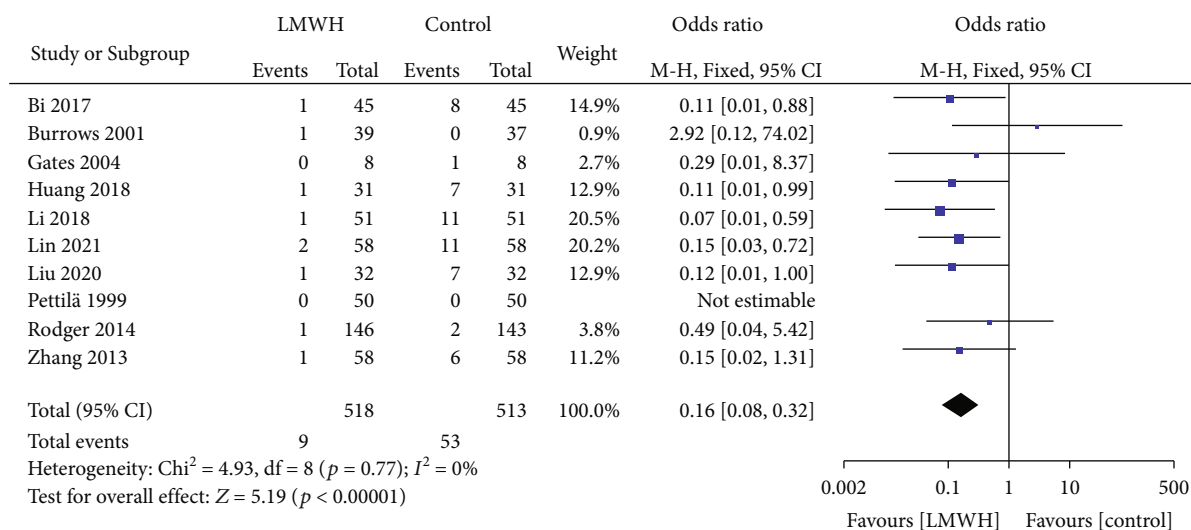 LMWH Control Odds ratio Odds ratio
Study or Subgroup Weight
Events Total Events Total M-H, Fixed, 95% CI M-H, Fixed, 95% CI
Bi 2017 1 45 8 45 14.9% 0.11 [0.01, 0.88]
Burrows 2001 1 39 0 37 0.9% 2.92 [0.12, 74.02]
Gates 2004 0 8 1 8 2.7% 0.29 [0.01, 8.37]
Huang 2018 1 31 7 31 12.9% 0.11 [0.01, 0.99]
Li 2018 1 51 11 51 20.5% 0.07 [0.01, 0.59]
Lin 2021 2 58 11 58 20.2% 0.15 [0.03, 0.72]
Liu 2020 1 32 7 32 12.9% 0.12 [0.01, 1.00]
Pettilä 1999 0 50 0 50 Not estimable
Rodger 2014 1 146 2 143 3.8% 0.49 [0.04, 5.42]
Zhang 2013 1 58 6 58 11.2% 0.15 [0.02, 1.31]
Total (95% CI) 518 513 100.0% 0.16 [0.08, 0.32]
Total events 9 53
Heterogeneity: Chi² = 4.93, df = 8 (p = 0.77); I² = 0%
Test for overall effect: Z = 5.19 (p < 0.00001)
0.002 0.1 1 10 500
Favours [LMWH] Favours [control]